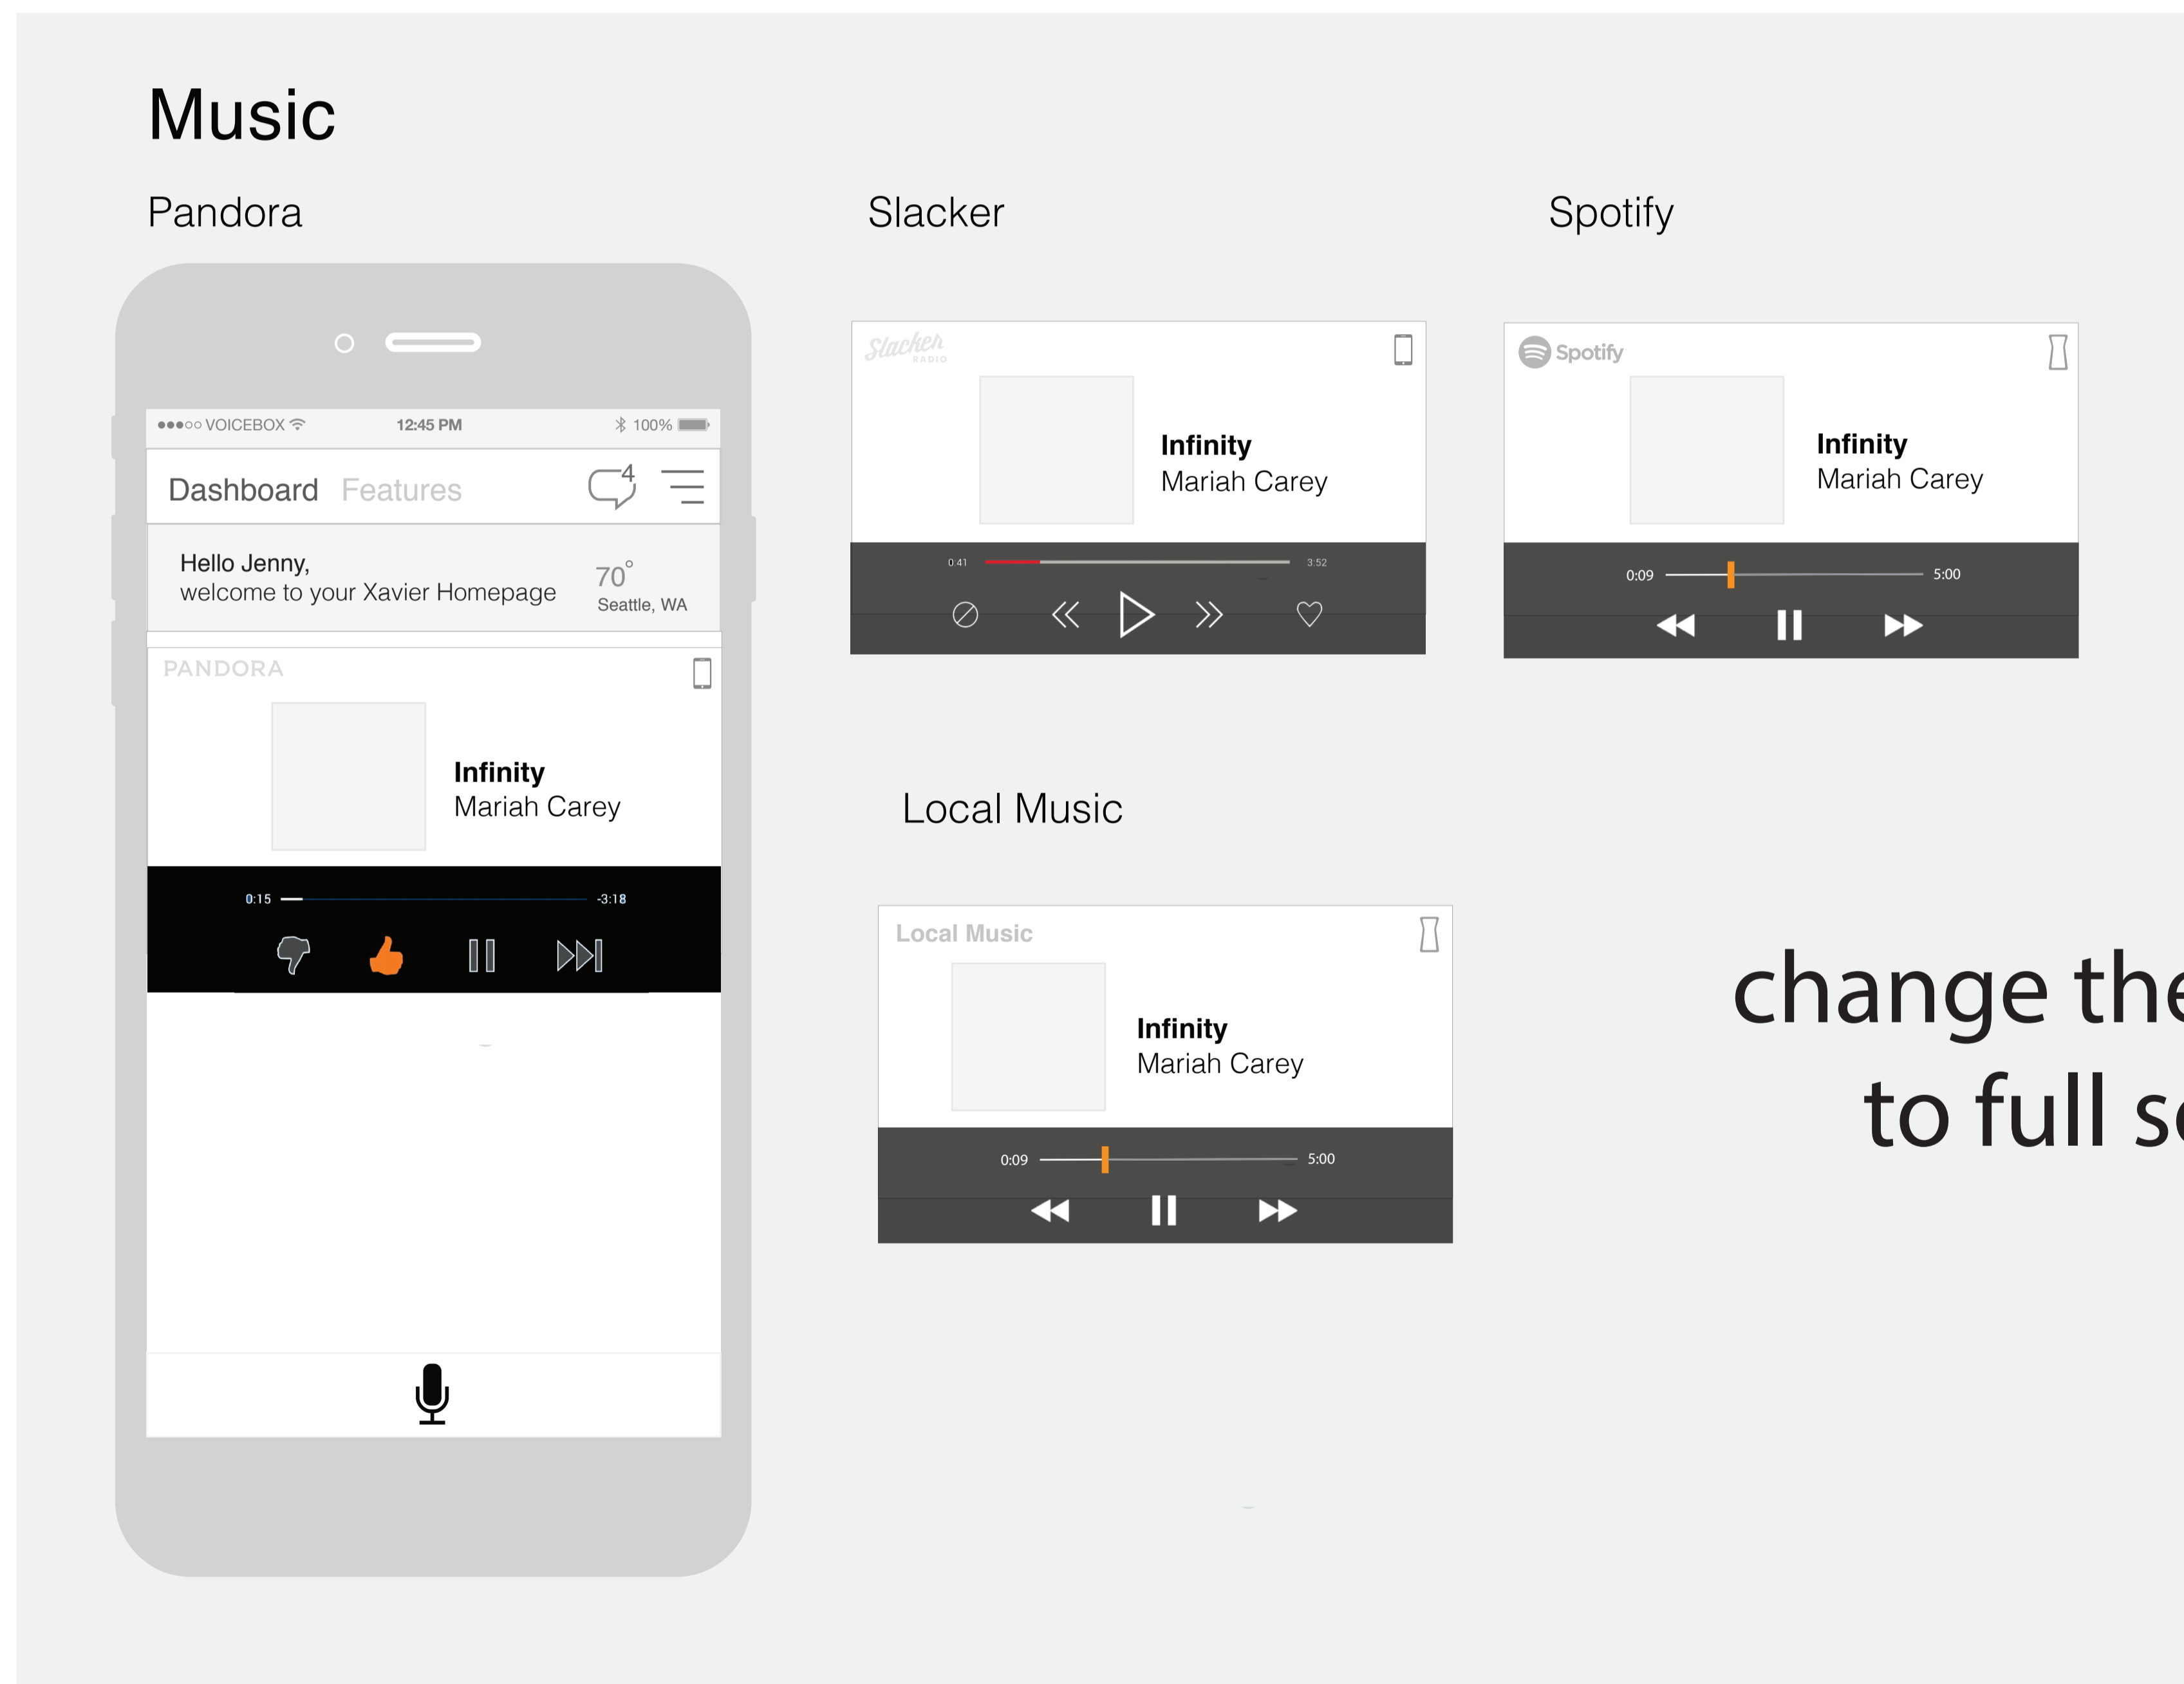 Music
Pandora
●●●○○ VOICEBOX
12:45 PM
100%
Dashboard Features
4
Hello Jenny,
welcome to your Xavier Homepage
70°
Seattle, WA
PANDORA
Infinity
Mariah Carey
0:15
-3:18
Slacker
Slacker
RADIO
Infinity
Mariah Carey
0:41
3:52
Spotify
Spotify
Infinity
Mariah Carey
0:09
5:00
Local Music
Local Music
Infinity
Mariah Carey
0:09
5:00
change the
to full